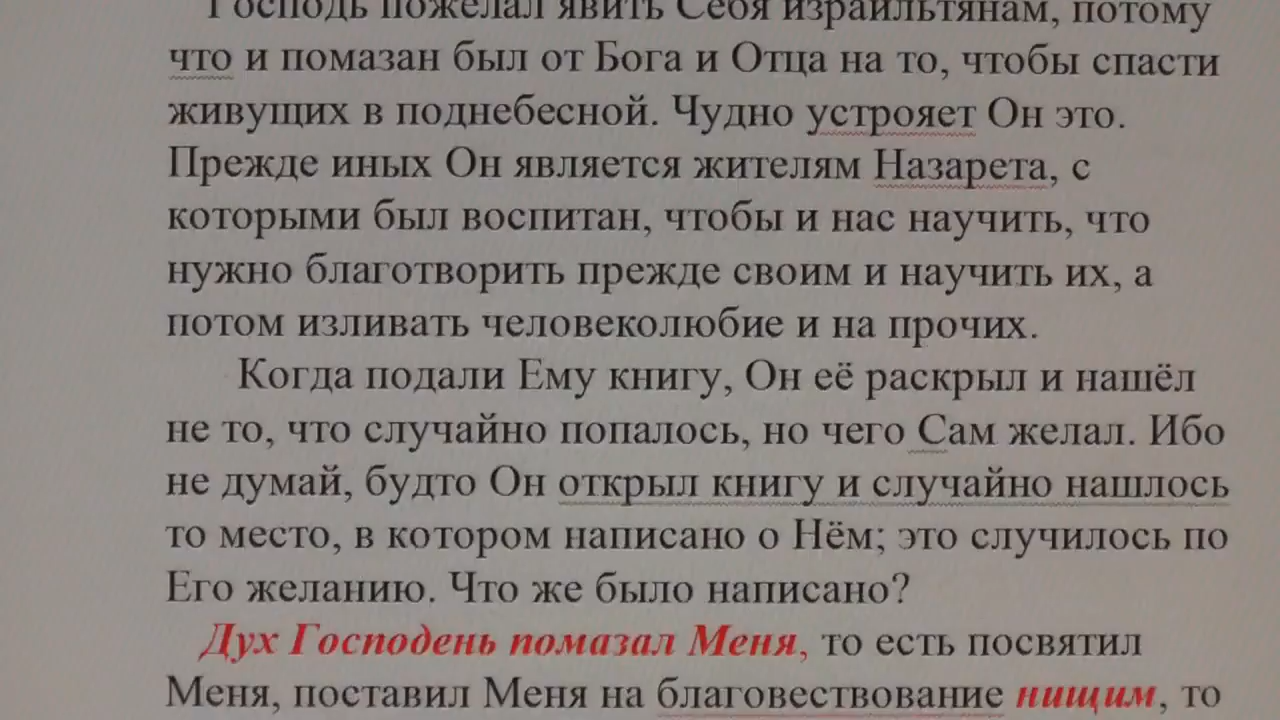 Господь пожелал явить Себя израильтянам, потому
что и помазан был от Бога и Отца на то, чтобы спасти
живущих в поднебесной. Чудно устрояет Он это.
Прежде иных Он является жителям Назарета, с
которыми был воспитан, чтобы и нас научить, что
нужно благотворить прежде своим и научить их, а
потом изливать человеколюбие и на прочих.
Когда подали Ему книгу, Он её раскрыл и нашёл
не то, что случайно попалось, но чего Сам желал. Ибо
не думай, будто Он открыл книгу и случайно нашлось
то место, в котором написано о Нём; это случилось по
Его желанию. Что же было написано?
Дух Господень помазал Меня, то есть посвятил
Меня, поставил Меня на благовествование нищим, то